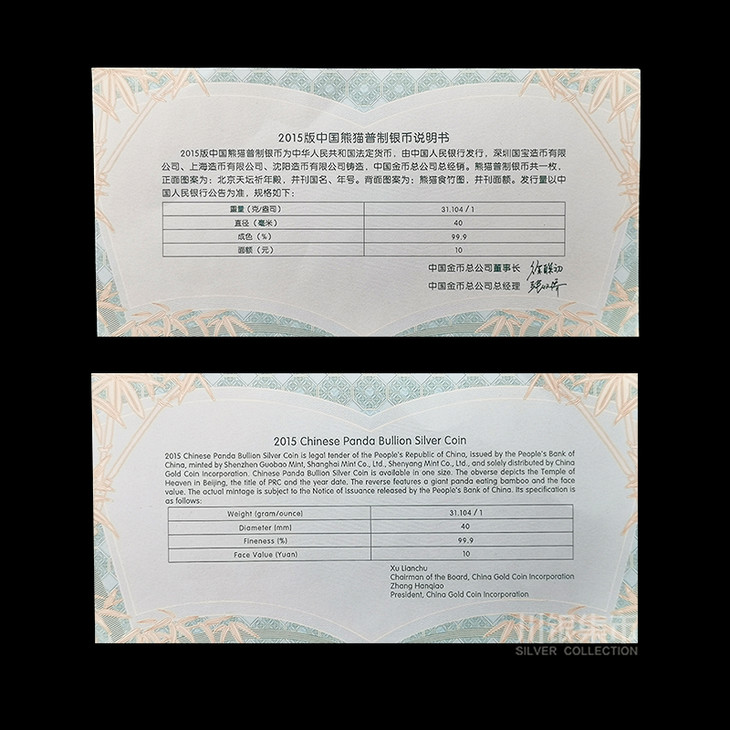 2015版中国熊猫普制银币说明书
2015版中国熊猫普制银币为中华人民共和国法定货币，由中国人民银行发行，深圳国宝造币有限
公司、上海造币有限公司、沈阳造币有限公司铸造，中国金币总公司总经销。熊猫普制银币共一枚，
正面图案为：北京天坛祈年殿，并刊国名、年号。背面图案为：熊猫食竹图，并刊面额。发行量以中
国人民银行公告为准，规格如下：
重量（克/盎司） 31.104 / 1
直径（毫米） 40
成色（%） 99.9
面额（元） 10
中国金币总公司董事长
中国金币总公司总经理
2015 Chinese Panda Bullion Silver Coin
2015 Chinese Panda Bullion Silver Coin is legal tender of the People's Republic of China, issued by the People's Bank of
China, minted by Shenzhen Guobao Mint, Shanghai Mint Co., Ltd., Shenyang Mint Co., Ltd., and solely distributed by China
Gold Coin Incorporation. Chinese Panda Bullion Silver Coin is available in one size. The obverse depicts the Temple of
Heaven in Beijing, the title of PRC and the year date. The reverse features a giant panda eating bamboo and the face
value. The actual mintage is subject to the Notice of Issuance released by the People's Bank of China. Its specification is
as follows:
Weight (gram/ounce) 31.104 / 1
Diameter (mm) 40
Fineness (%) 99.9
Face Value (Yuan) 10
Xu Lianchu
Chairman of the Board, China Gold Coin Incorporation
Zhang Hanqiao
President, China Gold Coin Incorporation
SILVER COLLECTION